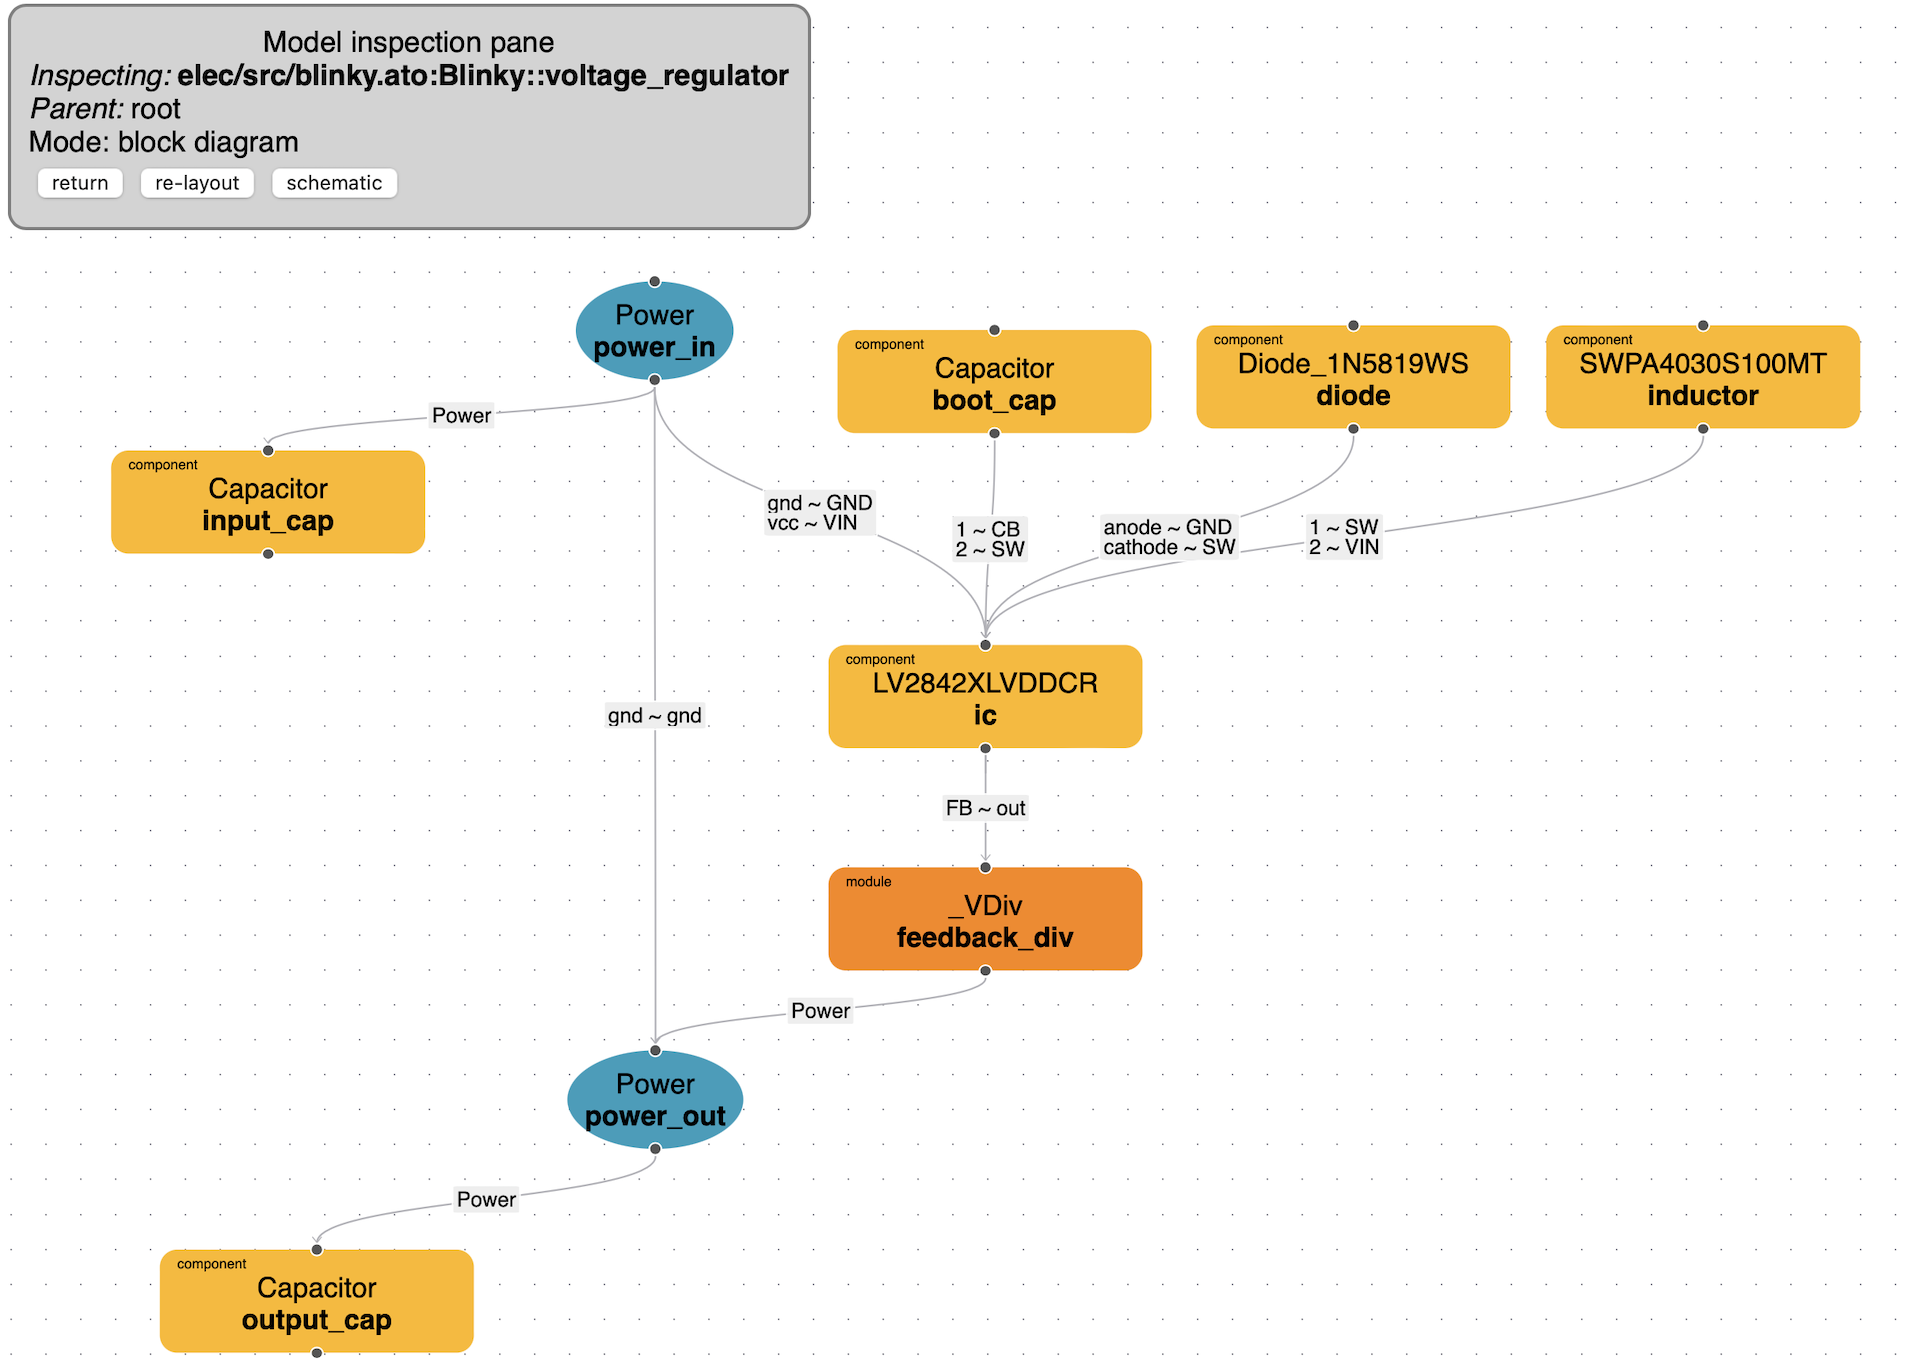 Model inspection pane
Inspecting: elec/src/blinky.ato:Blinky::voltage_regulator
Parent: root
Mode: block diagram
return re-layout schematic
Power
power_in
component
Capacitor
boot_cap
component
Diode_1N5819WS
diode
component
SWPA4030S100MT
inductor
Power
component
Capacitor
input_cap
gnd ~ GND
vcc ~ VIN
1 ~ CB
2 ~ SW
anode ~ GND
cathode ~ SW
1 ~ SW
2 ~ VIN
component
LV2842XLVDDCR
ic
gnd ~ gnd
FB ~ out
module
_VDiv
feedback_div
Power
Power
power_out
Power
component
Capacitor
output_cap